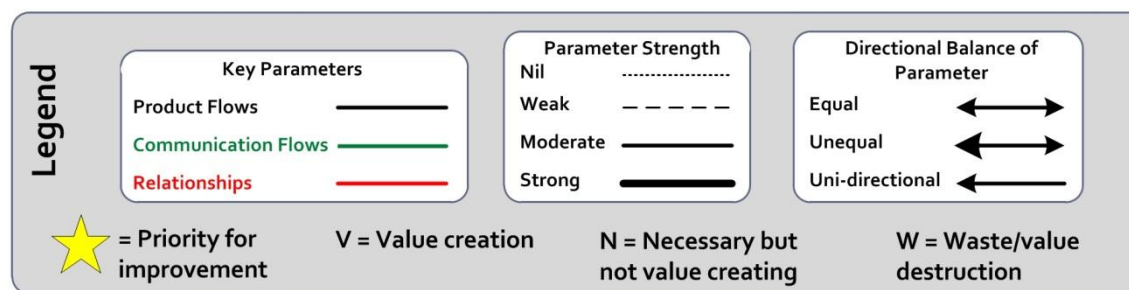 Legend
Key Parameters
Product Flows
Communication Flows
Relationships
Parameter Strength
Nil
Weak
Moderate
Strong
Directional Balance of
Parameter
Equal
Unequal
Uni-directional
= Priority for
improvement
V = Value creation
N = Necessary but
not value creating
W = Waste/value
destruction